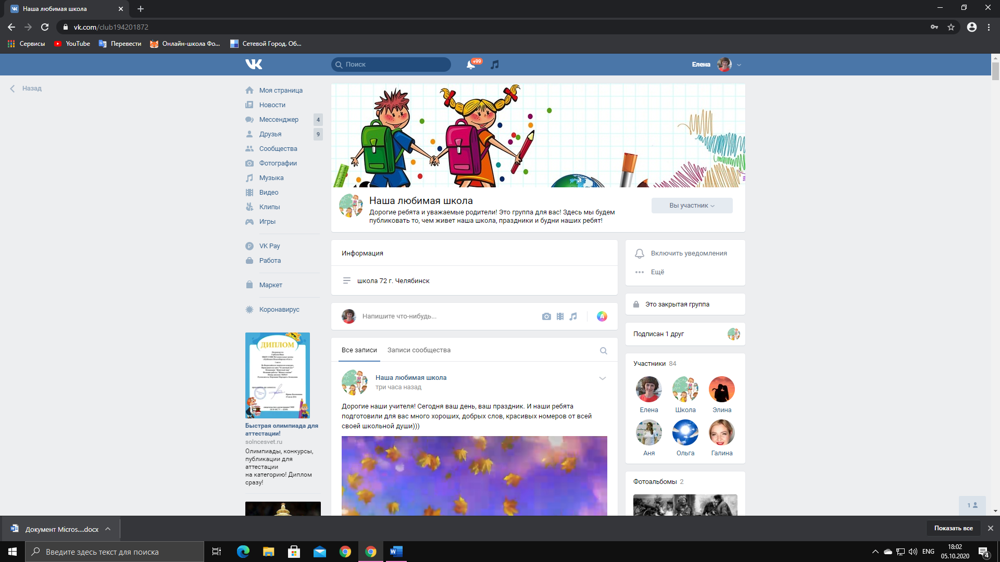 Наша любимая школа
vk.com/club194201872
Сервисы
YouTube
Перевести
Онлайн-школа Фо...
Сетевой Город. Об...
Поиск
+99
Елена
Назад
Моя страница
Новости
Мессенджер 4
Друзья 9
Сообщества
Фотографии
Музыка
Видео
Клипы
Игры
VK Pay
Работа
Маркет
Коронавирус
ДИПЛОМ
Быстрая олимпиада для
аттестации!
solncesvet.ru
Олимпиады, конкурсы,
публикации для
аттестации
на категорию! Диплом
сразу!
Наша любимая школа
Дорогие ребята и уважаемые родители! Это группа для вас! Здесь мы будем
публиковать то, чем живет наша школа, праздники и будни наших ребят!
Вы участник
Информация
школа 72 г. Челябинск
Напишите что-нибудь...
Все записи
Записи сообщества
Наша любимая школа
три часа назад
Дорогие наши учителя! Сегодня ваш день, ваш праздник. И наши ребята
подготовили для вас много хороших, добрых слов, красивых номеров от всей
своей школьной души)))
Включить уведомления
Ещё
Это закрытая группа
Подписан 1 друг
Участники 84
Елена
Школа
Элина
Аня
Ольга
Галина
Фотоальбомы 2
1
Документ Micros....docx
Показать все
Введите здесь текст для поиска
ENG
18:02
05.10.2020
4